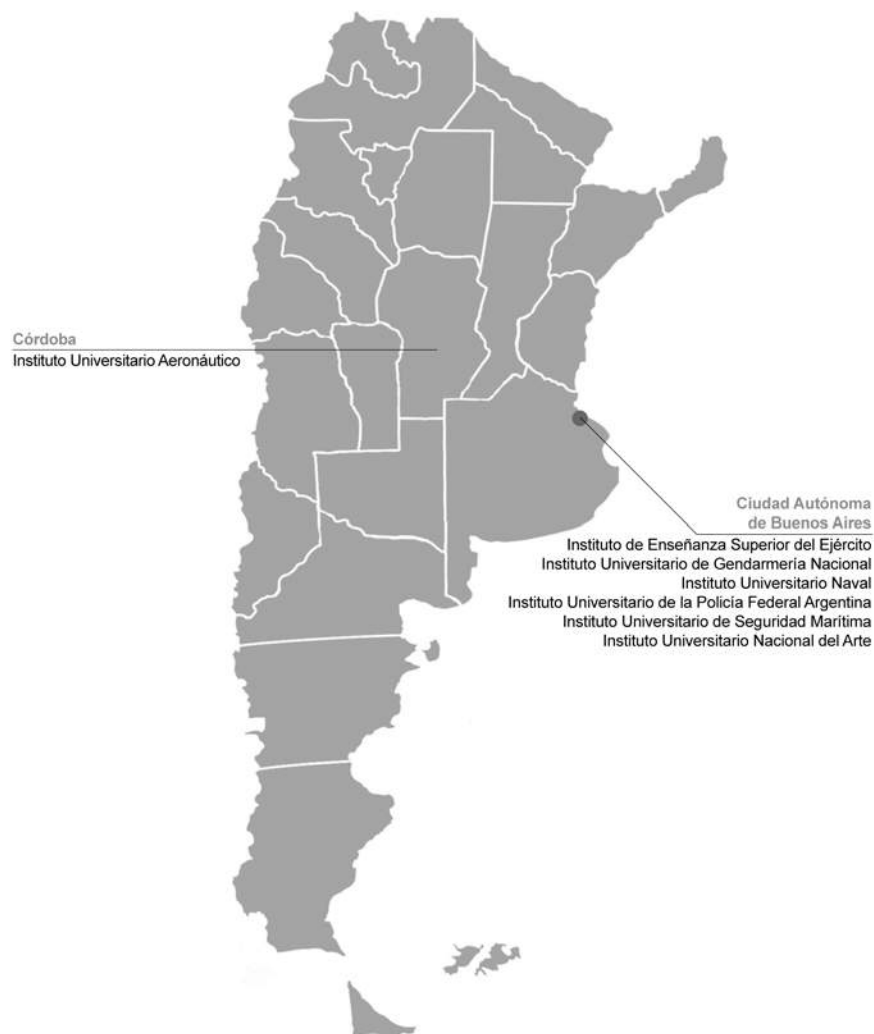 Córdoba
Instituto Universitario Aeronáutico
Ciudad Autónoma
de Buenos Aires
Instituto de Enseñanza Superior del Ejército
Instituto Universitario de Gendarmería Nacional
Instituto Universitario Naval
Instituto Universitario de la Policía Federal Argentina
Instituto Universitario de Seguridad Marítima
Instituto Universitario Nacional del Arte